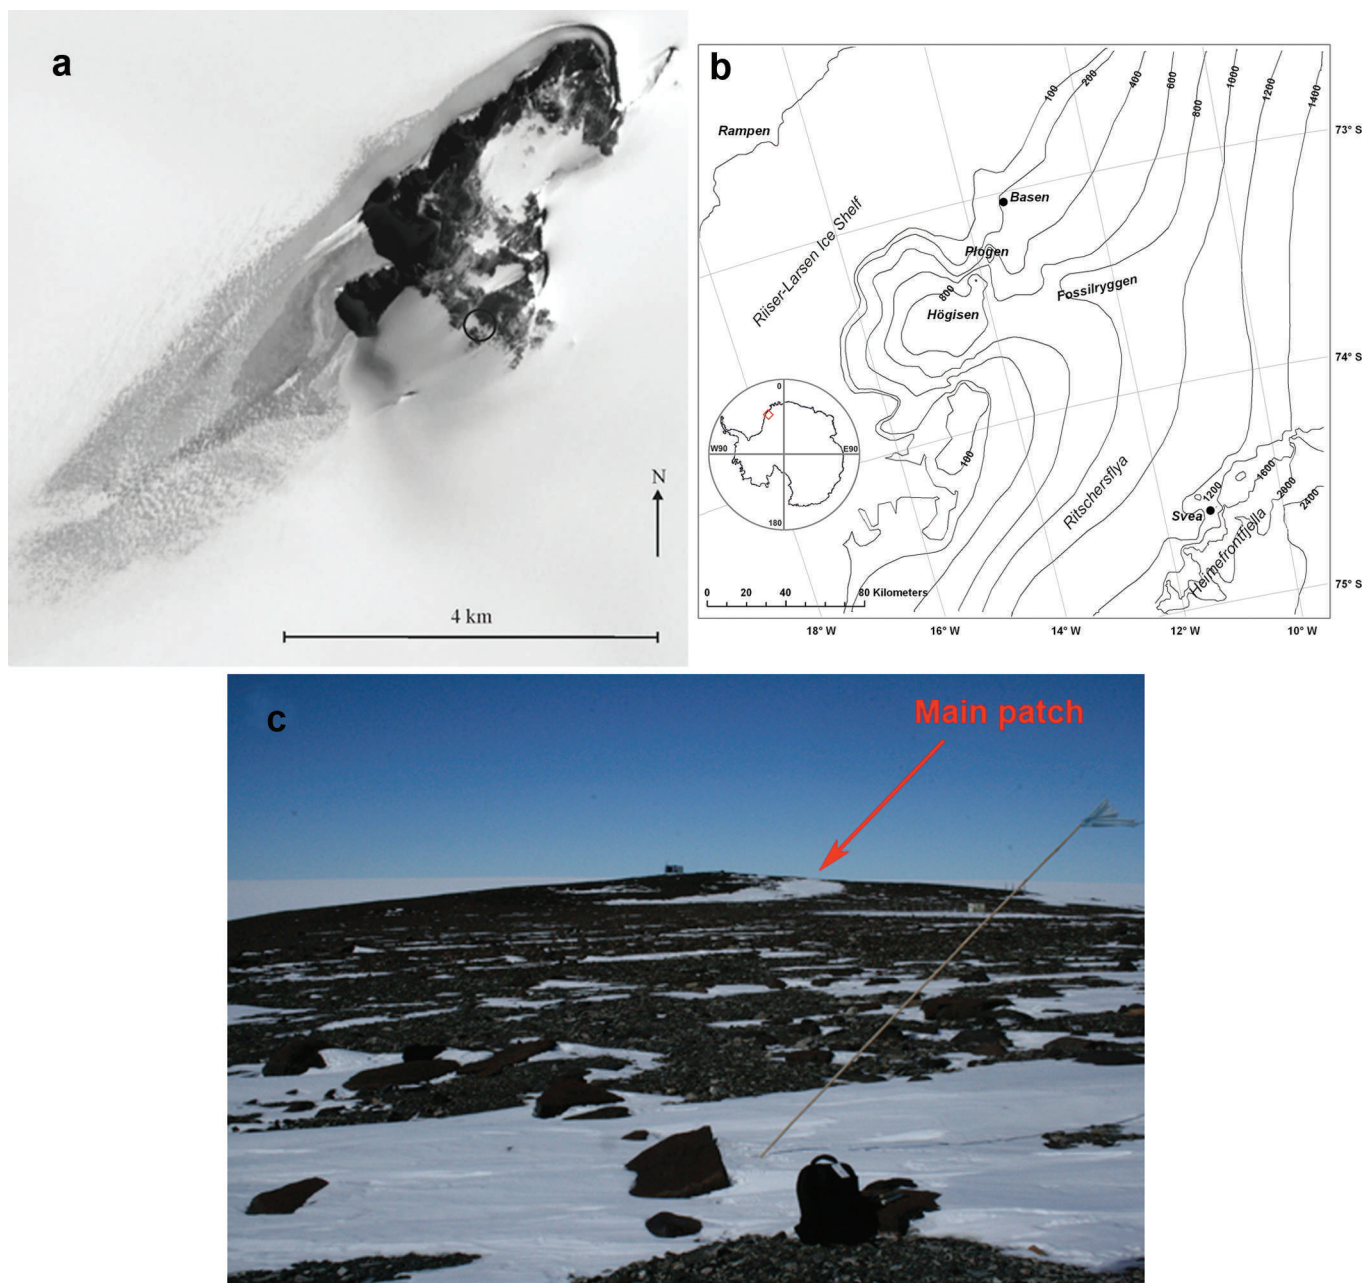 a
N
4 km
b
100
200
400
600
800
1000
1200
1400
Rampen
73° S
Basen
Riiser-Larsen Ice Shelf
Plogen
800
Fossilryggen
Högisen
74° S
0
W90
E90
180
100
Ritschersflya
1200
1600
2000
2400
Svea
Heimefrontfjella
75° S
0 10 20 40 60 80 Kilometers
18° W
16° W
14° W
12° W
10° W
c
Main patch